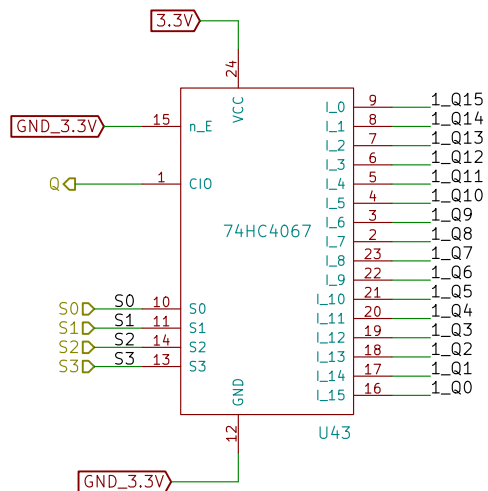 3.3V
24
VCC
GND_3.3V 15 n_E
Q 1 CIO
74HC4067
I_0 9 1_Q15
I_1 8 1_Q14
I_2 7 1_Q13
I_3 6 1_Q12
I_4 5 1_Q11
I_5 4 1_Q10
I_6 3 1_Q9
I_7 2 1_Q8
I_8 23 1_Q7
I_9 22 1_Q6
I_10 21 1_Q5
I_11 20 1_Q4
I_12 19 1_Q3
I_13 18 1_Q2
I_14 17 1_Q1
I_15 16 1_Q0
S0 S0 10 S0
S1 S1 11 S1
S2 S2 14 S2
S3 S3 13 S3
GND
12
U43
GND_3.3V